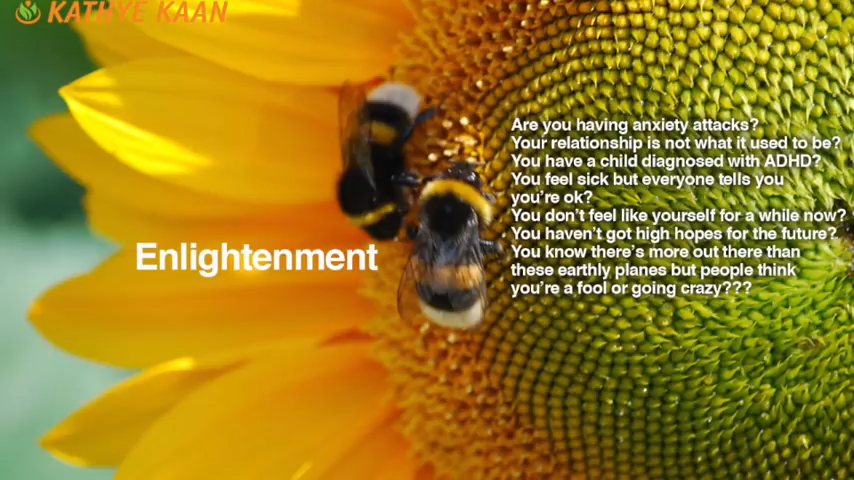 KATHYE KAAN
Enlightenment
Are you having anxiety attacks?
Your relationship is not what it used to be?
You have a child diagnosed with ADHD?
You feel sick but everyone tells you
you're ok?
You don't feel like yourself for a while now?
You haven't got high hopes for the future?
You know there's more out there than
these earthly planes but people think
you're a fool or going crazy???